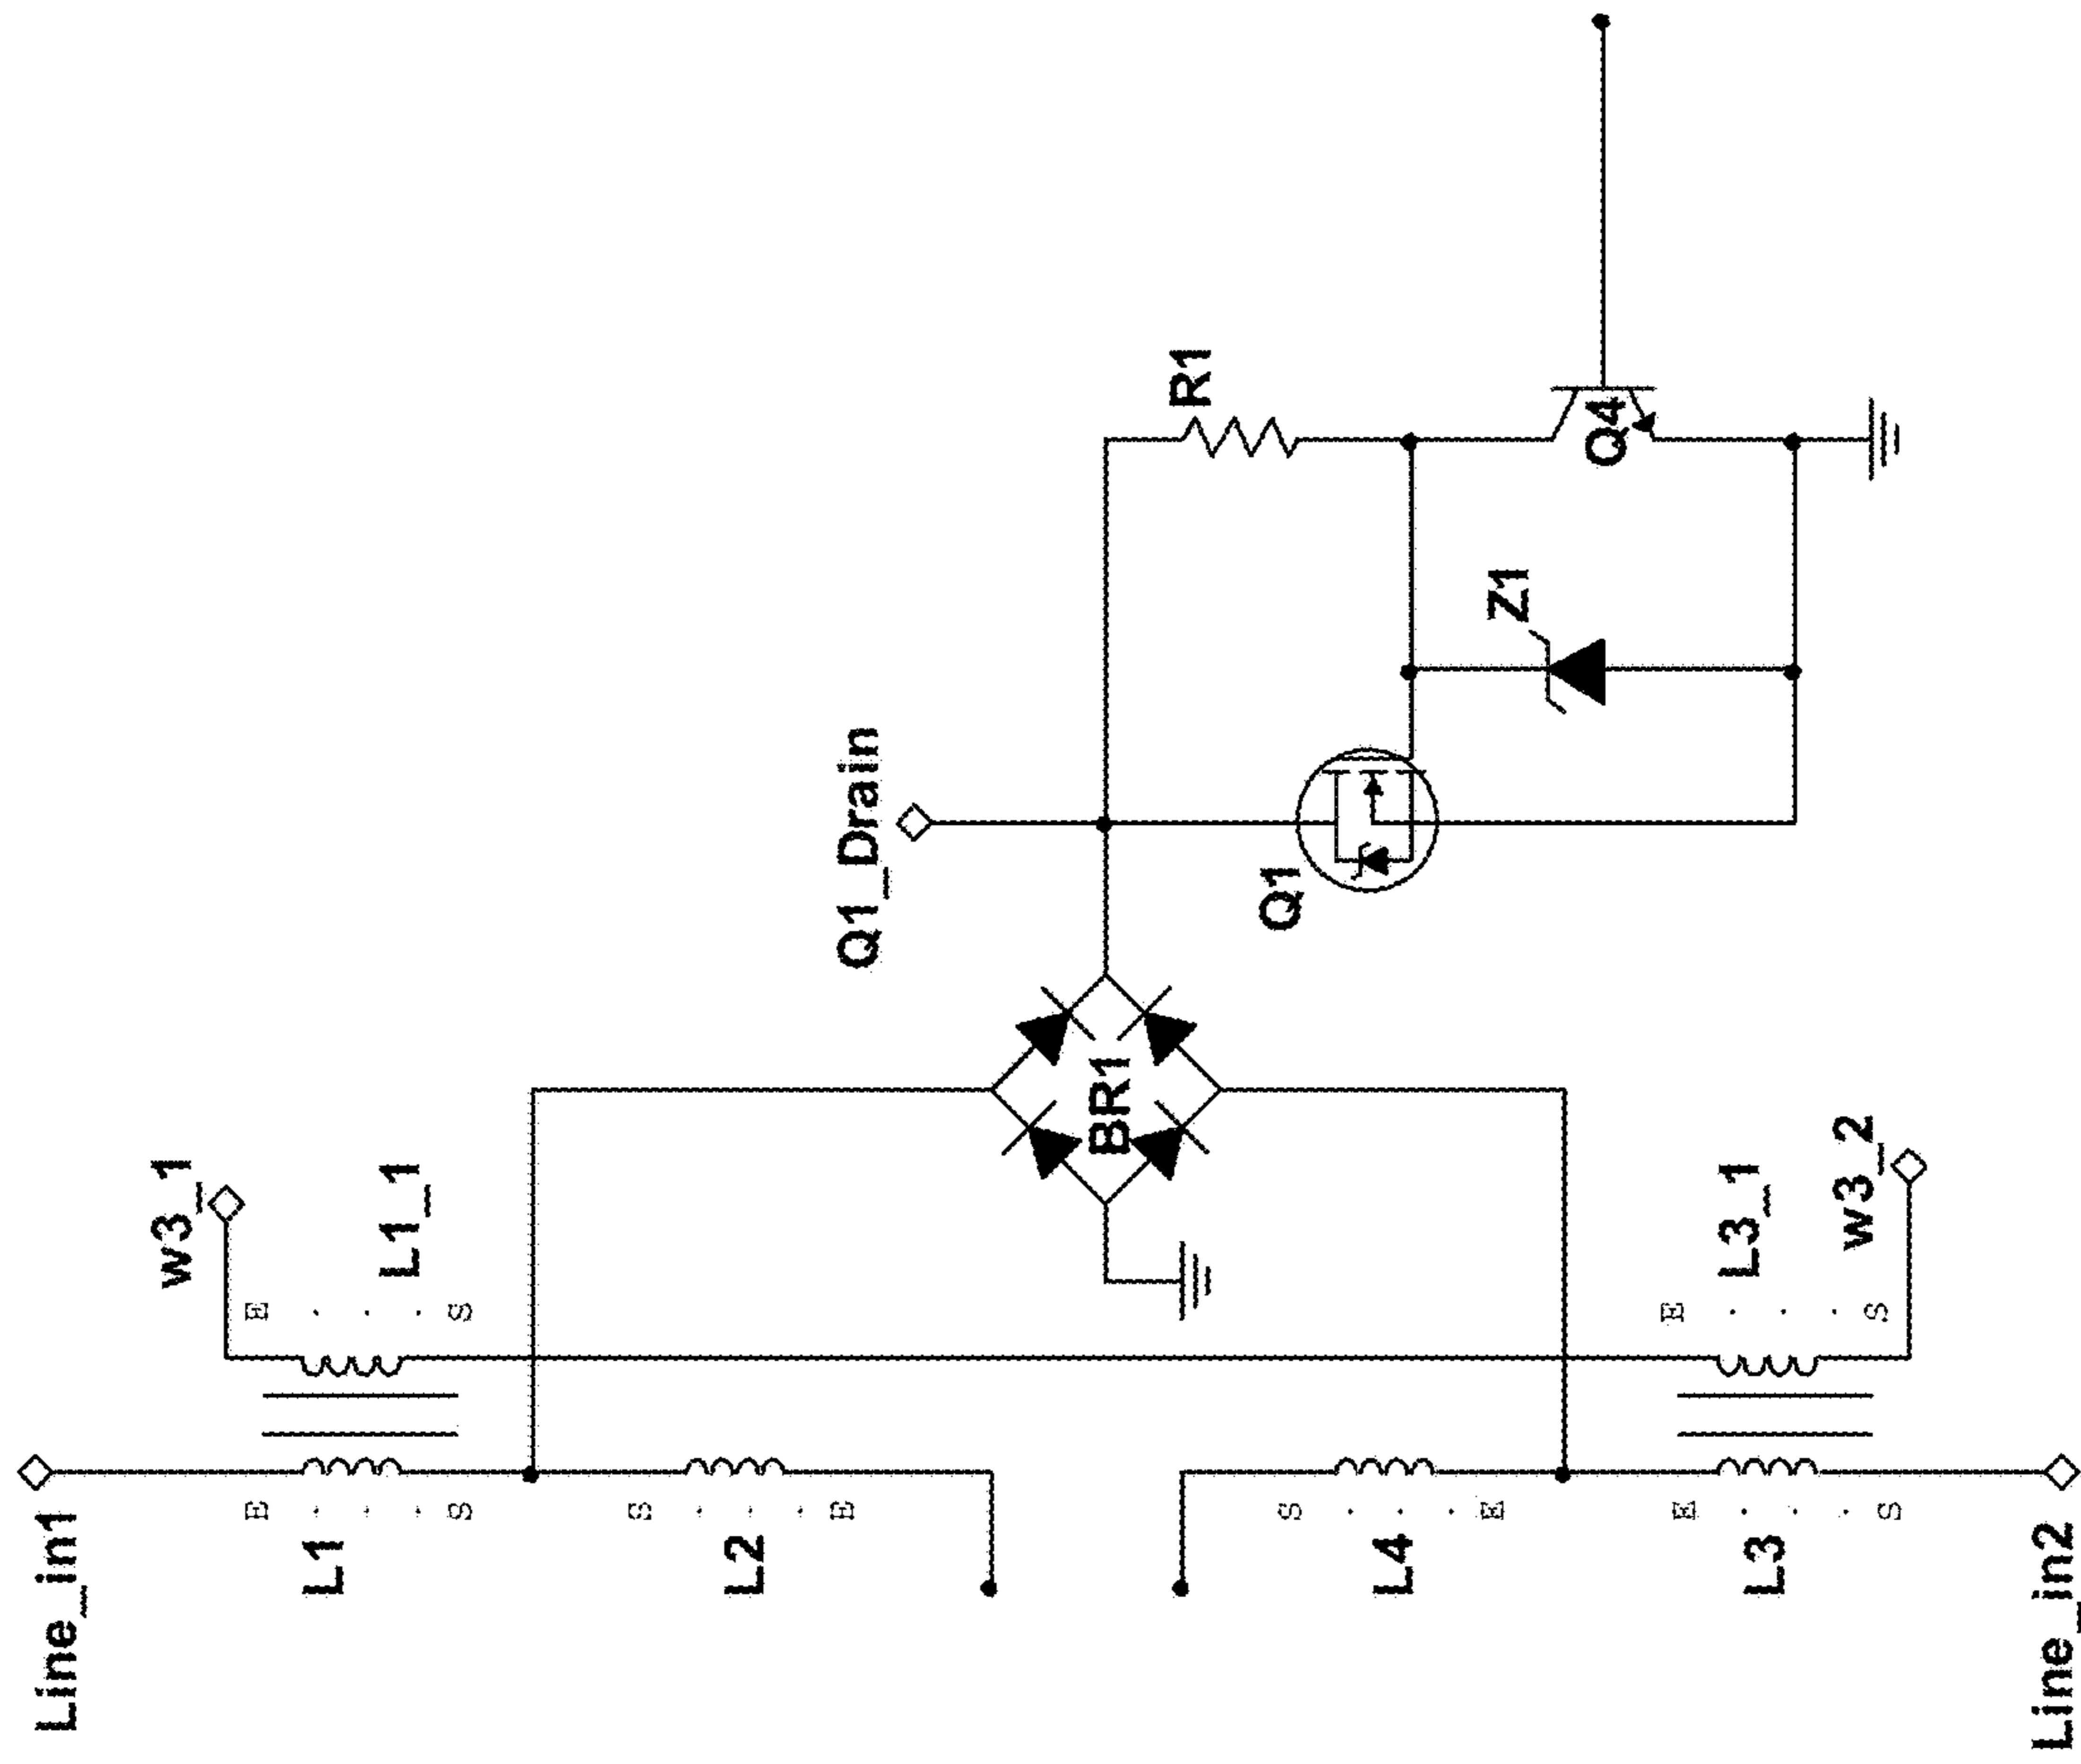 Line_in1
L1
E
S
L1_1
E
S
w3_1
L2
S
E
L4
S
E
L3
E
S
L3_1
E
S
w3_2
Line_in2
BR1
Q1_Drain
Q1
Z1
R1
Q4